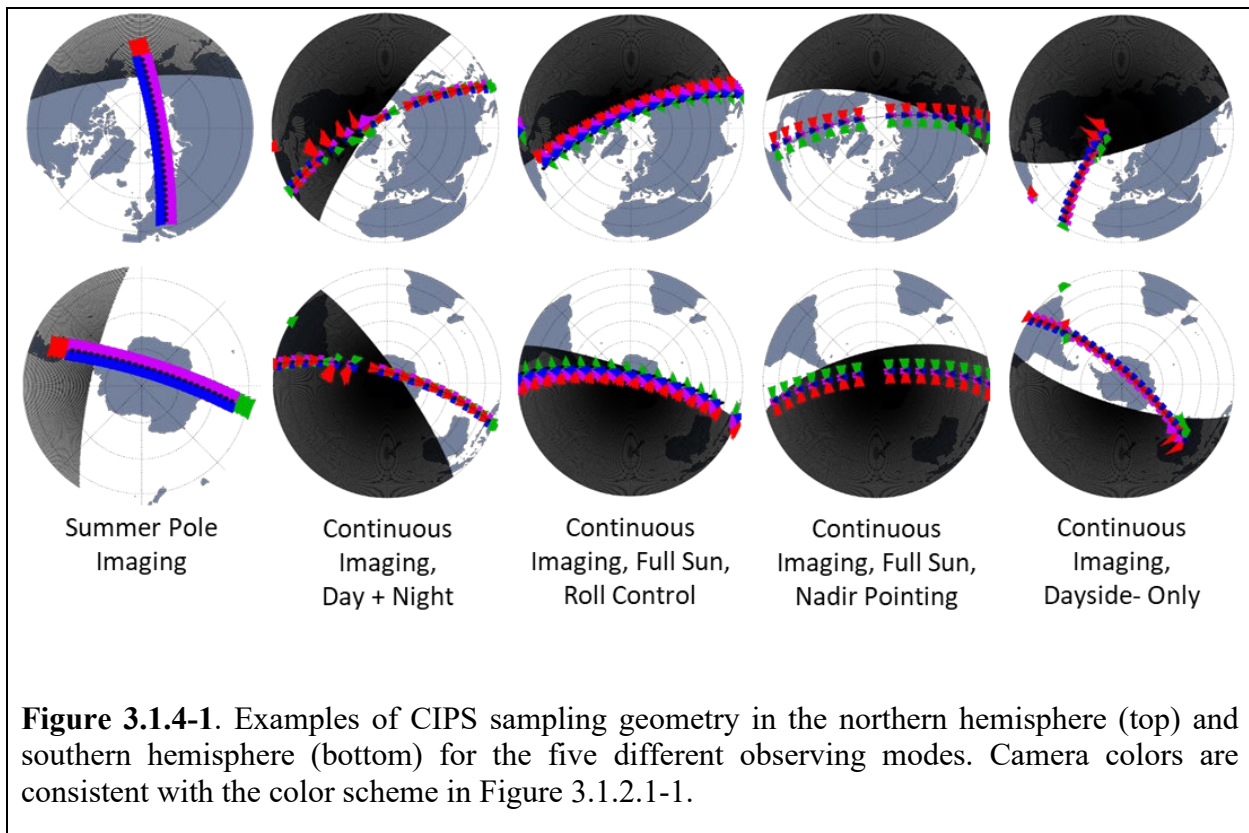 Summer Pole
Imaging
Continuous
Imaging,
Day + Night
Continuous
Imaging, Full Sun,
Roll Control
Continuous
Imaging, Full Sun,
Nadir Pointing
Continuous
Imaging,
Dayside- Only
Figure 3.1.4-1. Examples of CIPS sampling geometry in the northern hemisphere (top) and
southern hemisphere (bottom) for the five different observing modes. Camera colors are
consistent with the color scheme in Figure 3.1.2.1-1.